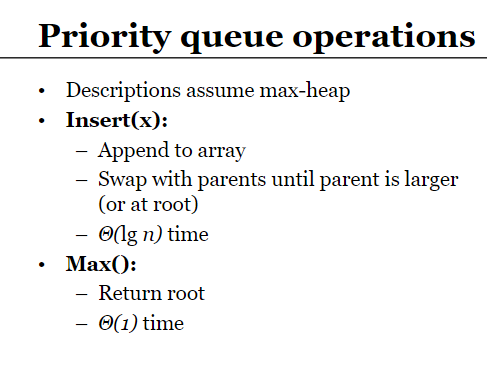 Priority queue operations
• Descriptions assume max-heap
• Insert(x):
– Append to array
– Swap with parents until parent is larger
(or at root)
– Θ(lg n) time
• Max():
– Return root
– Θ(1) time